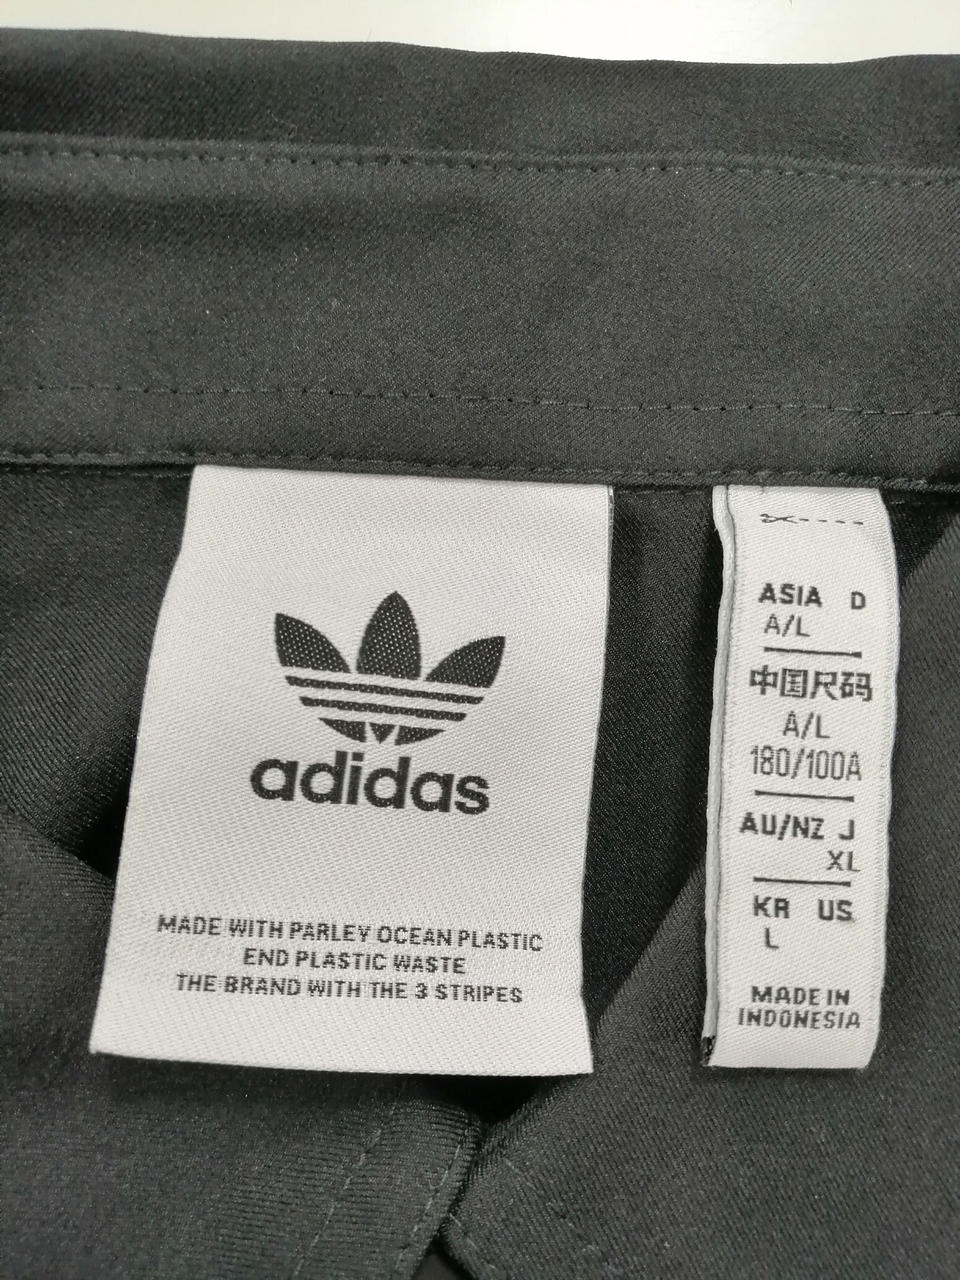 adidas
MADE WITH PARLEY OCEAN PLASTIC
END PLASTIC WASTE
THE BRAND WITH THE 3 STRIPES
ASIA D
A/L
中国尺码
A/L
180/100A
AU/NZ J
XL
KR US
L
MADE IN
INDONESIA